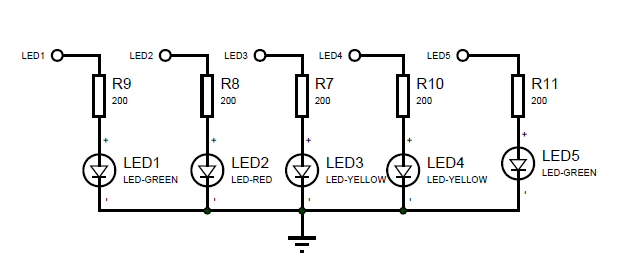 LED1
LED2
LED3
LED4
LED5
R9
200
R8
200
R7
200
R10
200
R11
200
+
+
+
+
+
LED1
LED-GREEN
LED2
LED-RED
LED3
LED-YELLOW
LED4
LED-YELLOW
LED5
LED-GREEN
-
-
-
-
-